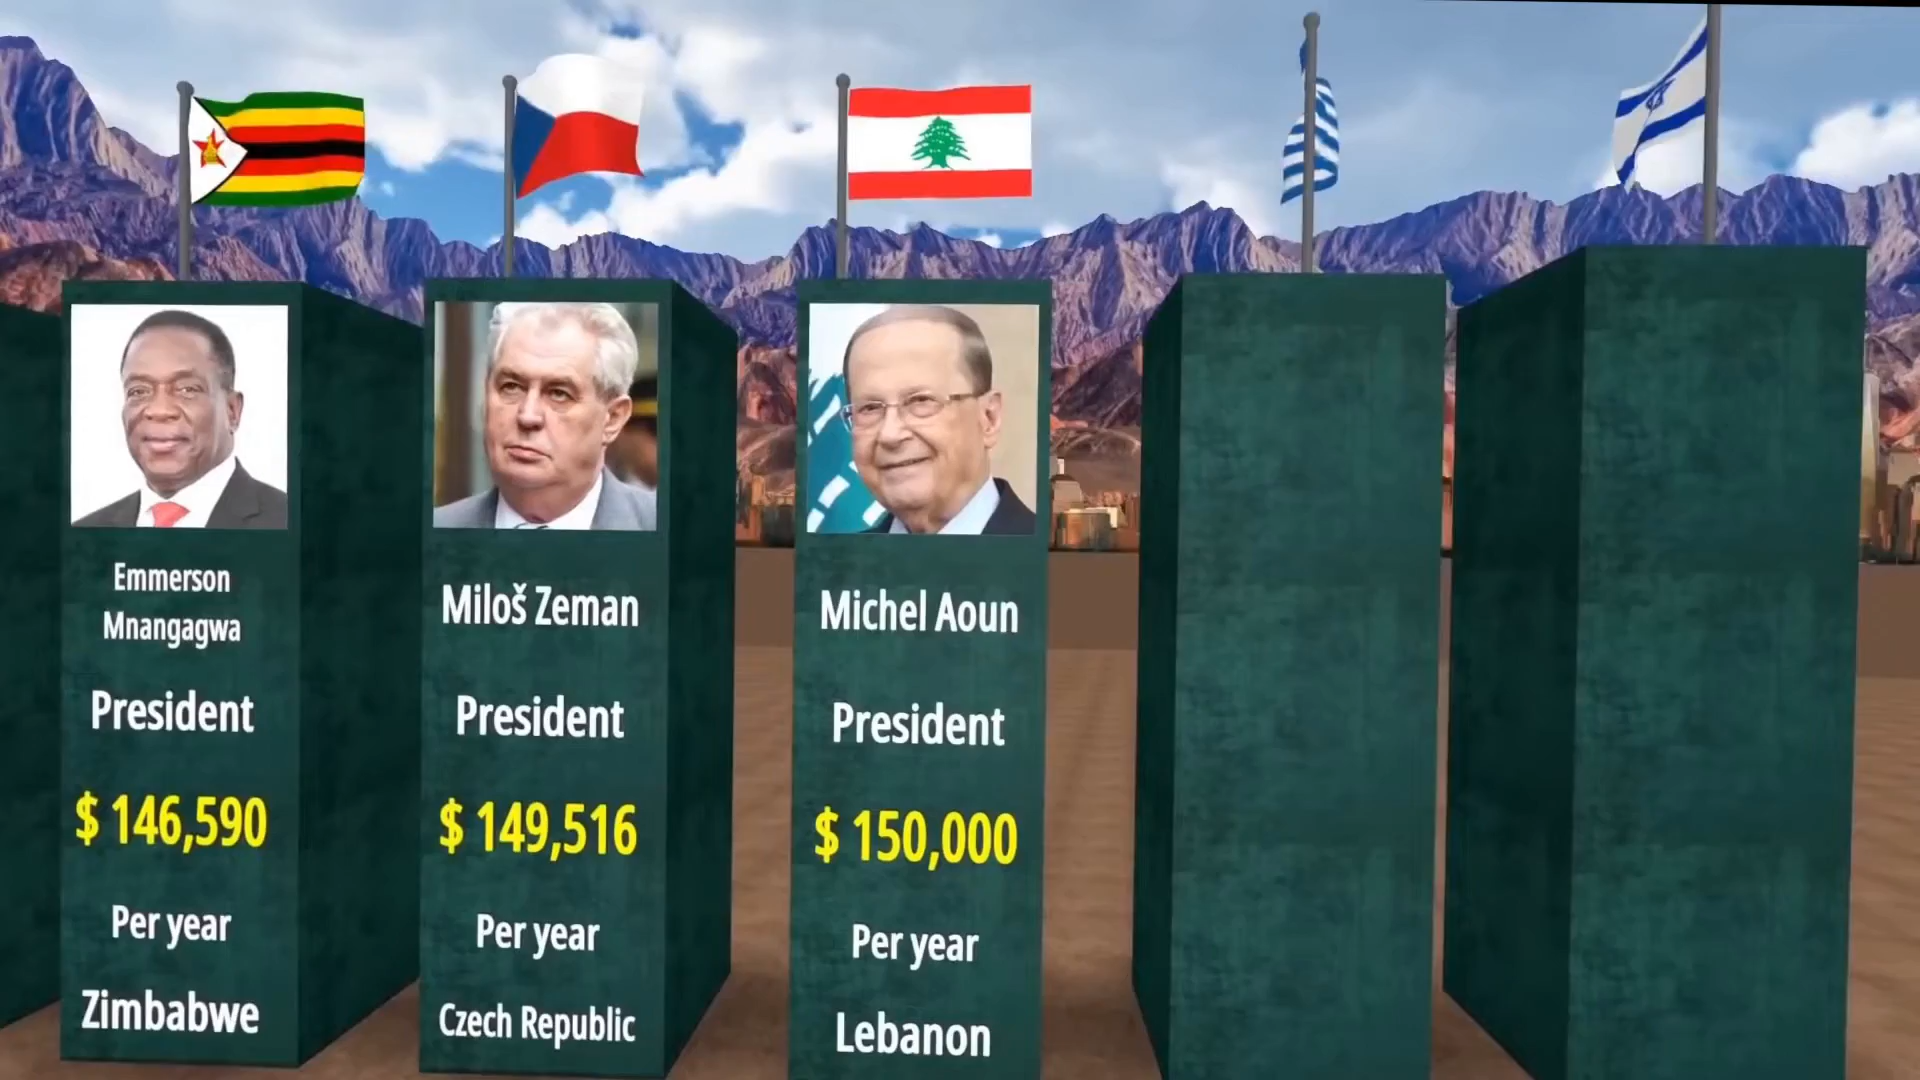 Emmerson
Mnangagwa
President
$ 146,590
Per year
Zimbabwe
Miloš Zeman
President
$ 149,516
Per year
Czech Republic
Michel Aoun
President
$ 150,000
Per year
Lebanon